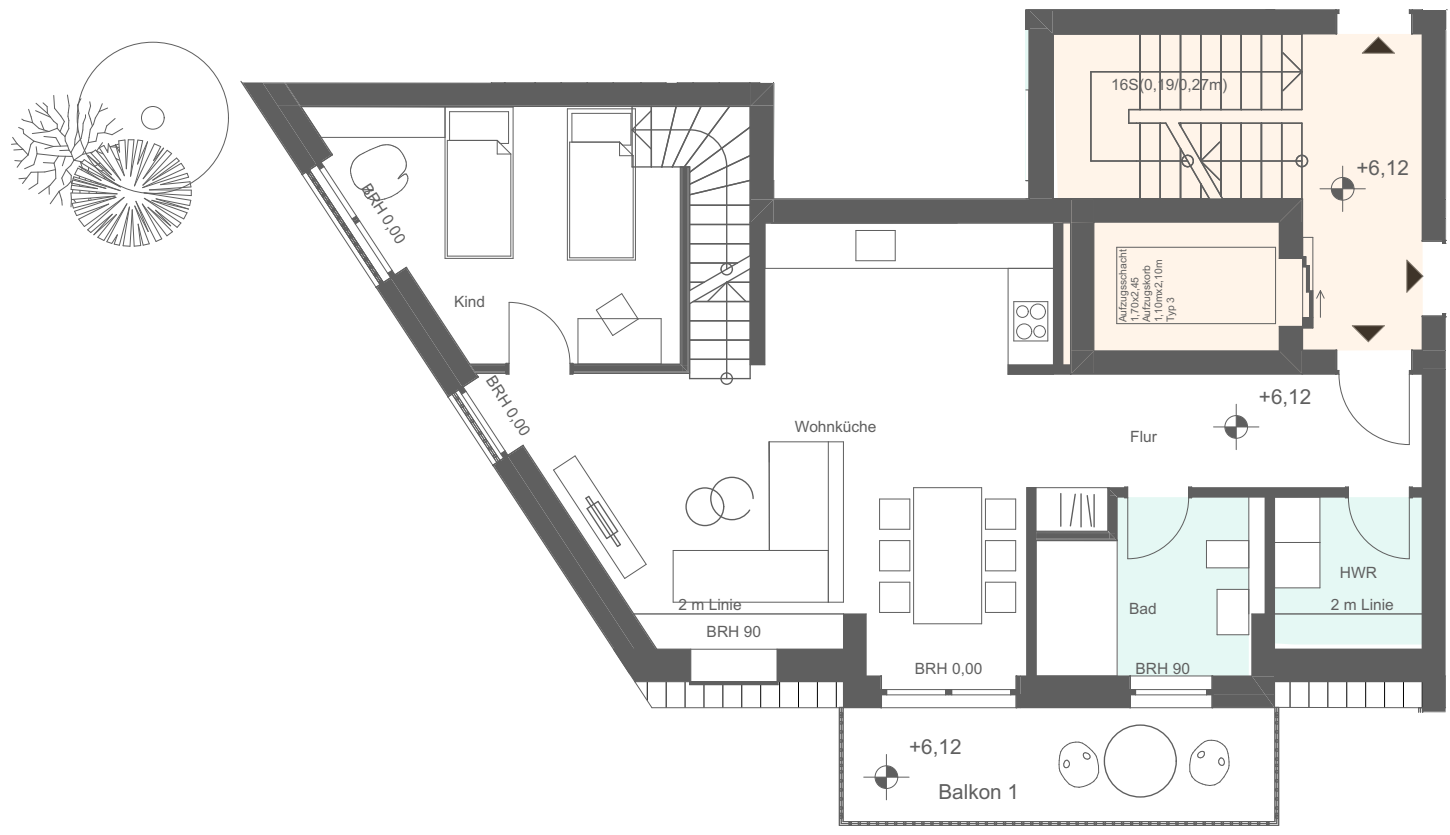 16S(0,19/0,27m)
+6,12
BRH 0,00
Kind
Aufzugsschacht
1,70x2,45
Aufzugskorb
1,10mx2,10m
Typ 3
BRH 0,00
+6,12
Wohnküche
Flur
HWR
2 m Linie
2 m Linie
Bad
BRH 90
BRH 0,00
BRH 90
+6,12
Balkon 1